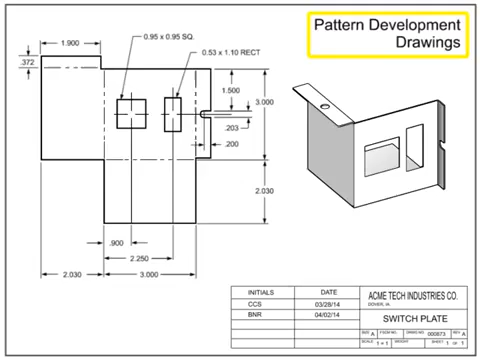 Pattern Development
Drawings
0.95 x 0.95 SQ.
1.900
0.53 x 1.10 RECT
.372
1.500
3.000
.203
.200
2.030
.900
2.250
2.030
3.000
INITIALS DATE ACME TECH INDUSTRIES CO.
DOVER, IA.
CCS 03/28/14
BNR 04/02/14 SWITCH PLATE
SIZE A FSCM NO. DWNG NO. 000873 REV A
SCALE 1 = 1 WEIGHT SHEET 1 OF 1